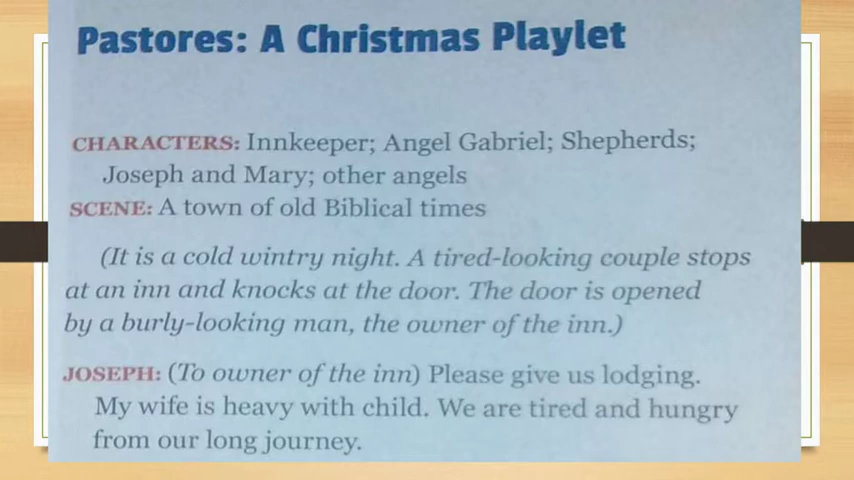 Pastores: A Christmas Playlet
CHARACTERS: Innkeeper; Angel Gabriel; Shepherds;
Joseph and Mary; other angels
SCENE: A town of old Biblical times
(It is a cold wintry night. A tired-looking couple stops
at an inn and knocks at the door. The door is opened
by a burly-looking man, the owner of the inn.)
JOSEPH: (To owner of the inn) Please give us lodging.
My wife is heavy with child. We are tired and hungry
from our long journey.